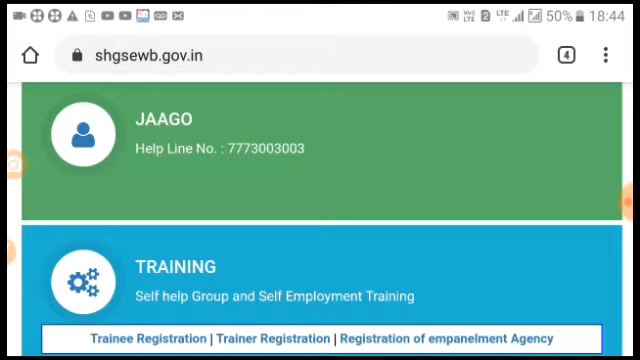 50% 18:44
shgsewb.gov.in
4
JAAGO
Help Line No. : 7773003003
TRAINING
Self help Group and Self Employment Training
Trainee Registration | Trainer Registration | Registration of empanelment Agency